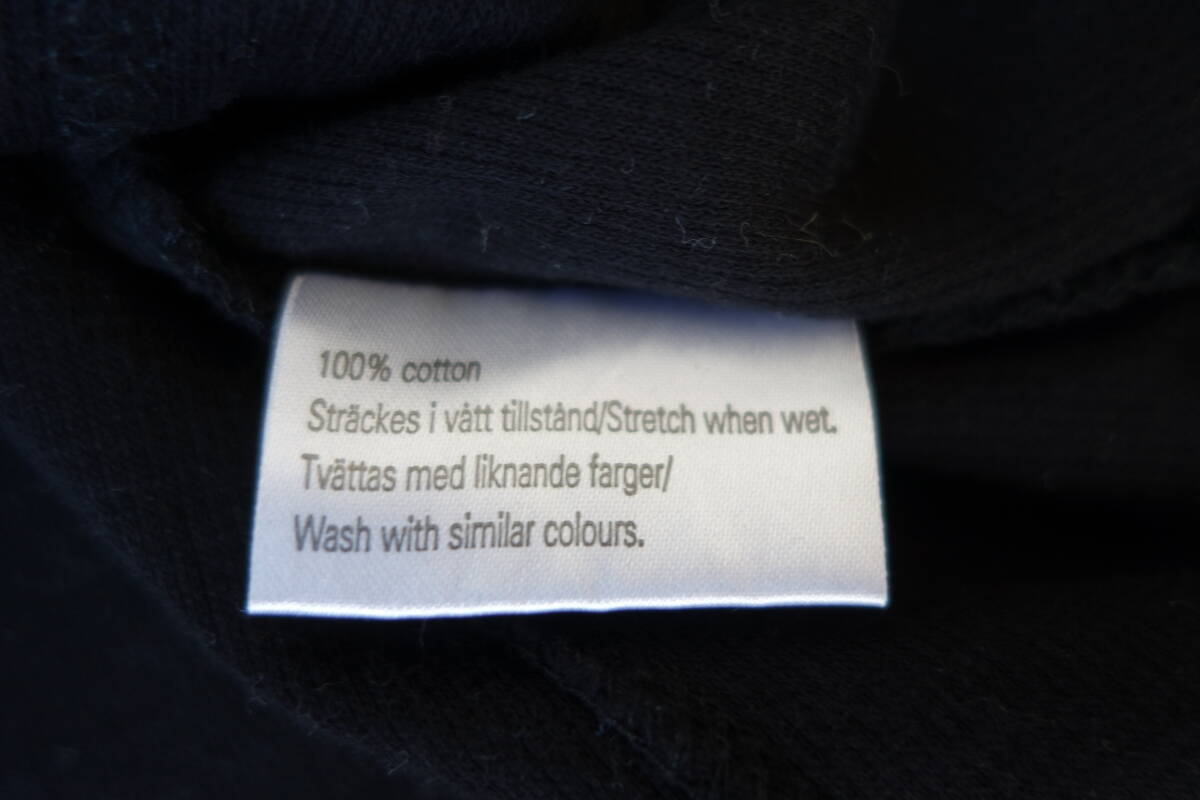 100% cotton
Sträckes i vått tillstånd/Stretch when wet.
Tvättas med liknande farger/
Wash with similar colours.